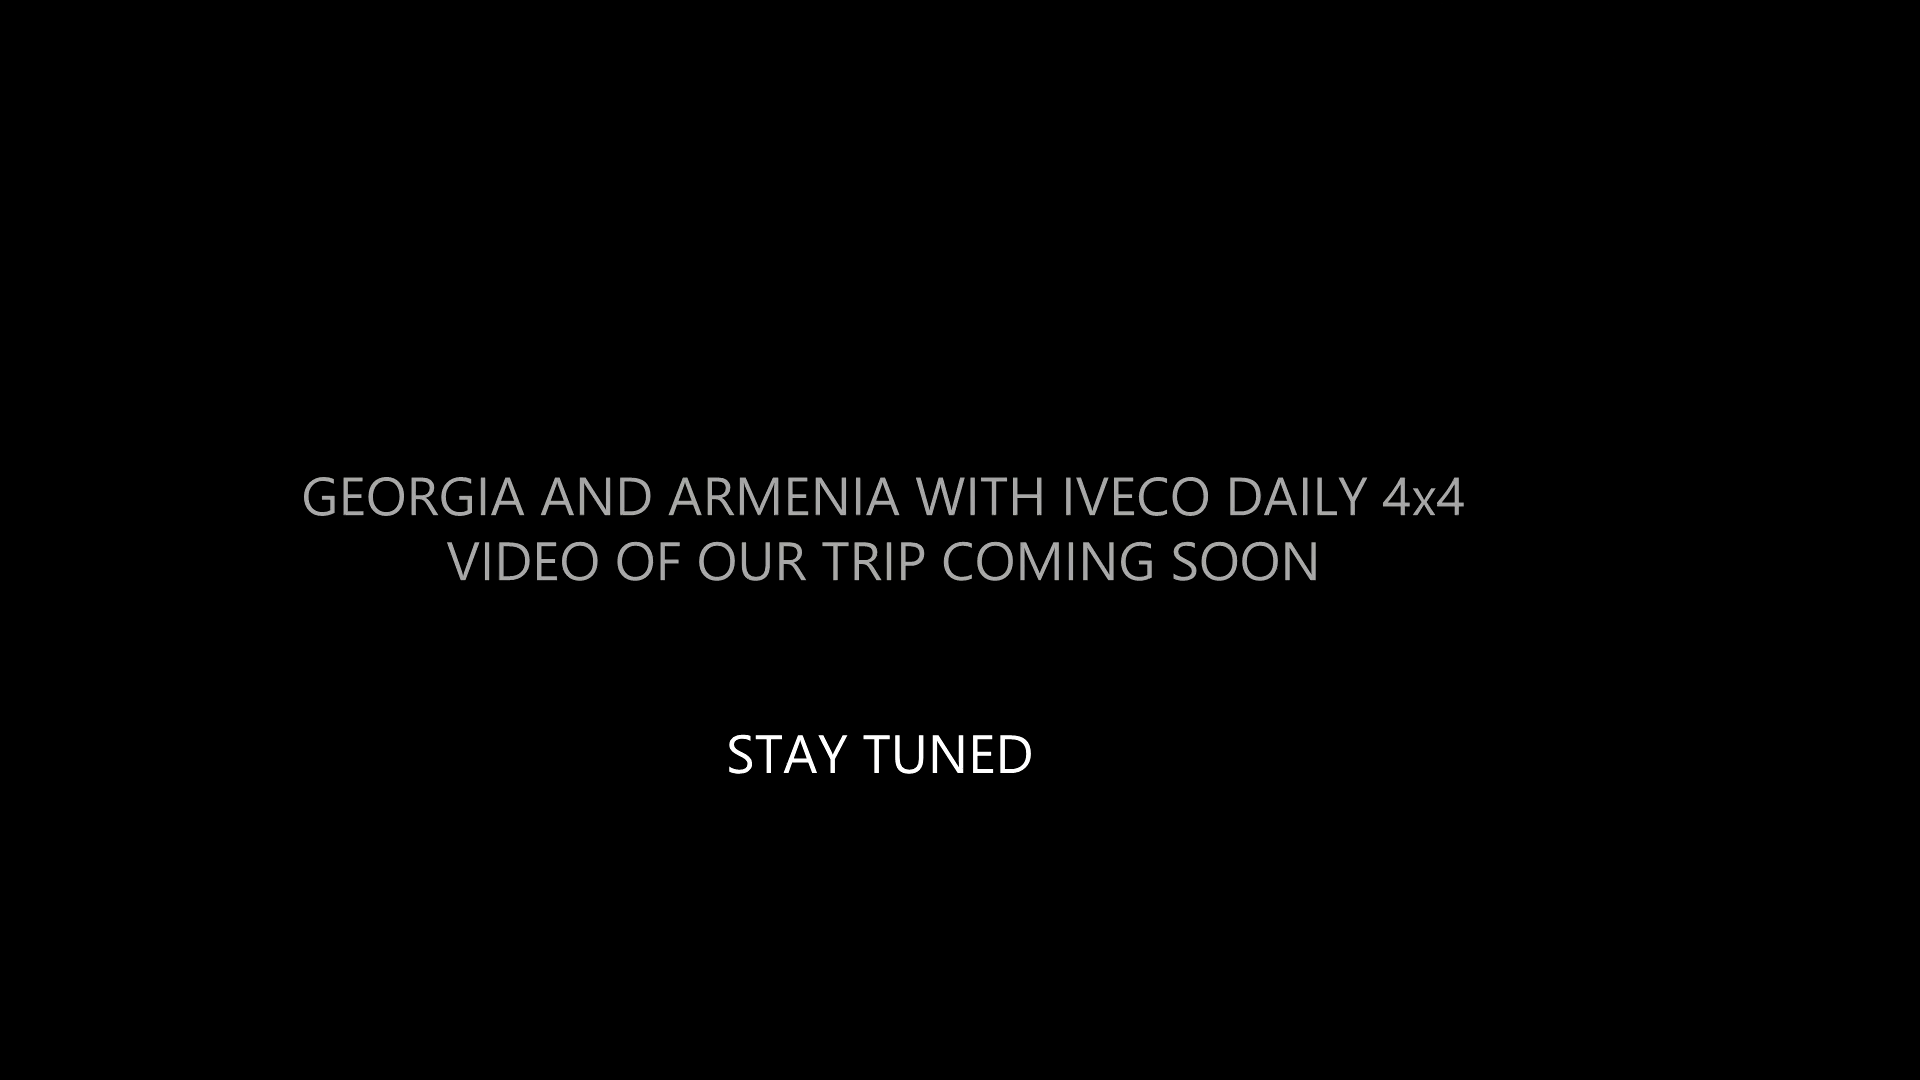 GEORGIA AND ARMENIA WITH IVECO DAILY 4x4
VIDEO OF OUR TRIP COMING SOON
STAY TUNED